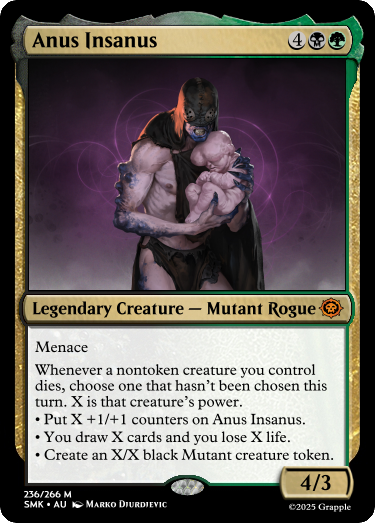 Anus Insanus 4
Legendary Creature — Mutant Rogue
Menace
Whenever a nontoken creature you control
dies, choose one that hasn't been chosen this
turn. X is that creature's power.
• Put X +1/+1 counters on Anus Insanus.
• You draw X cards and you lose X life.
• Create an X/X black Mutant creature token.
4/3
236/266 M
SMK • AU Marko Djurdjevic
©2025 Grapple